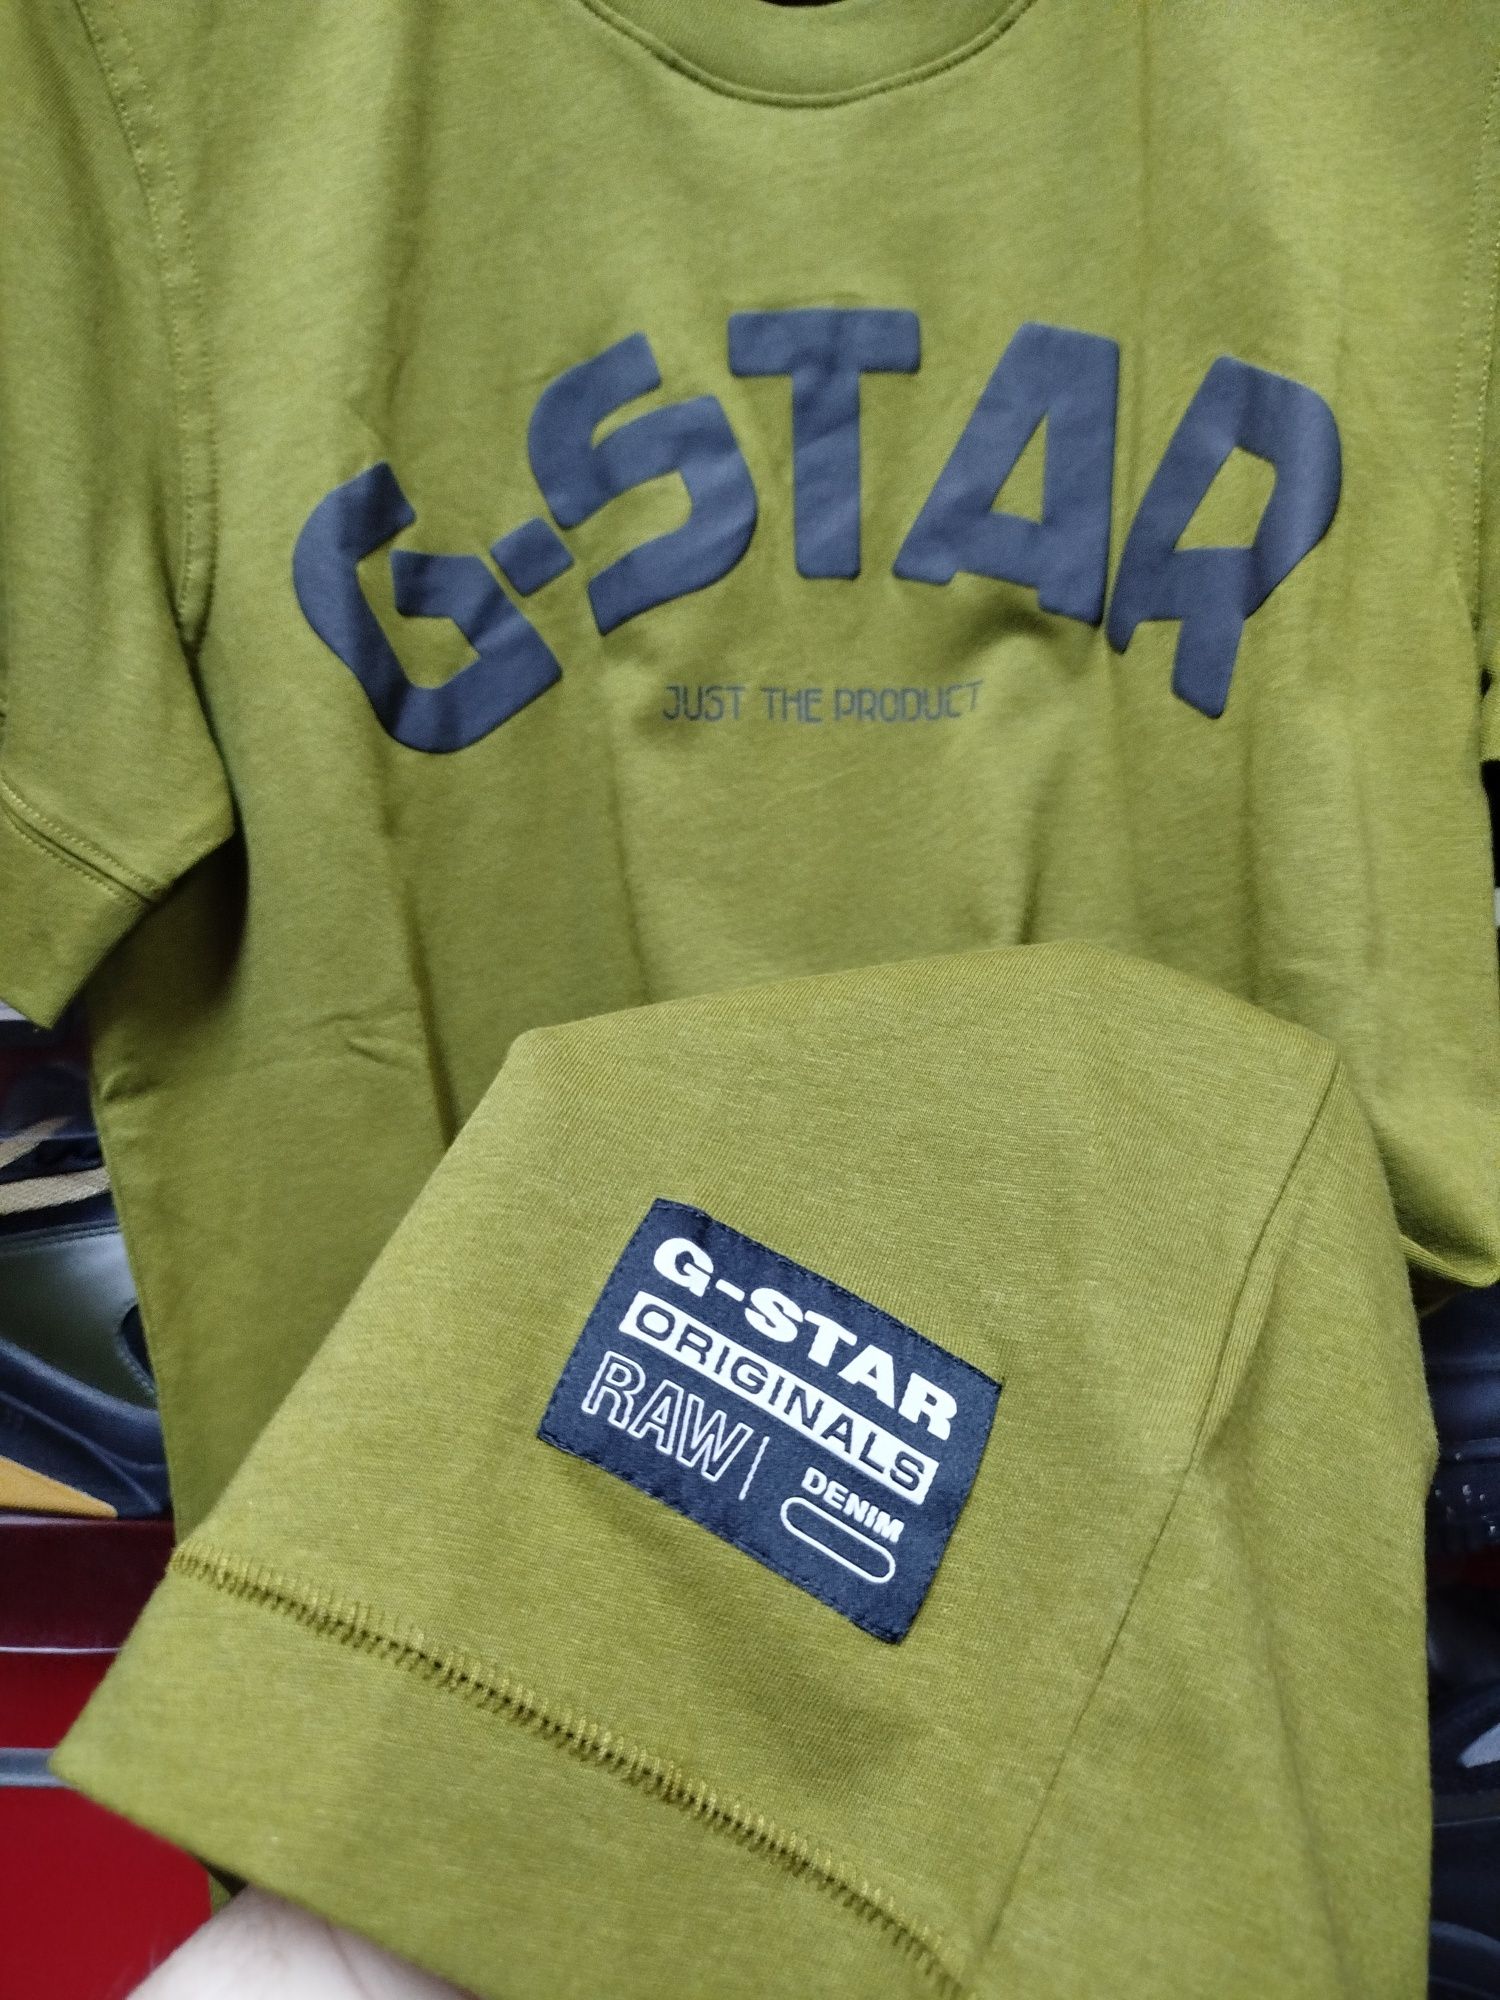 G-STAR
JUST THE PRODUCT
G-STAR
ORIGINALS
RAW
DENIM